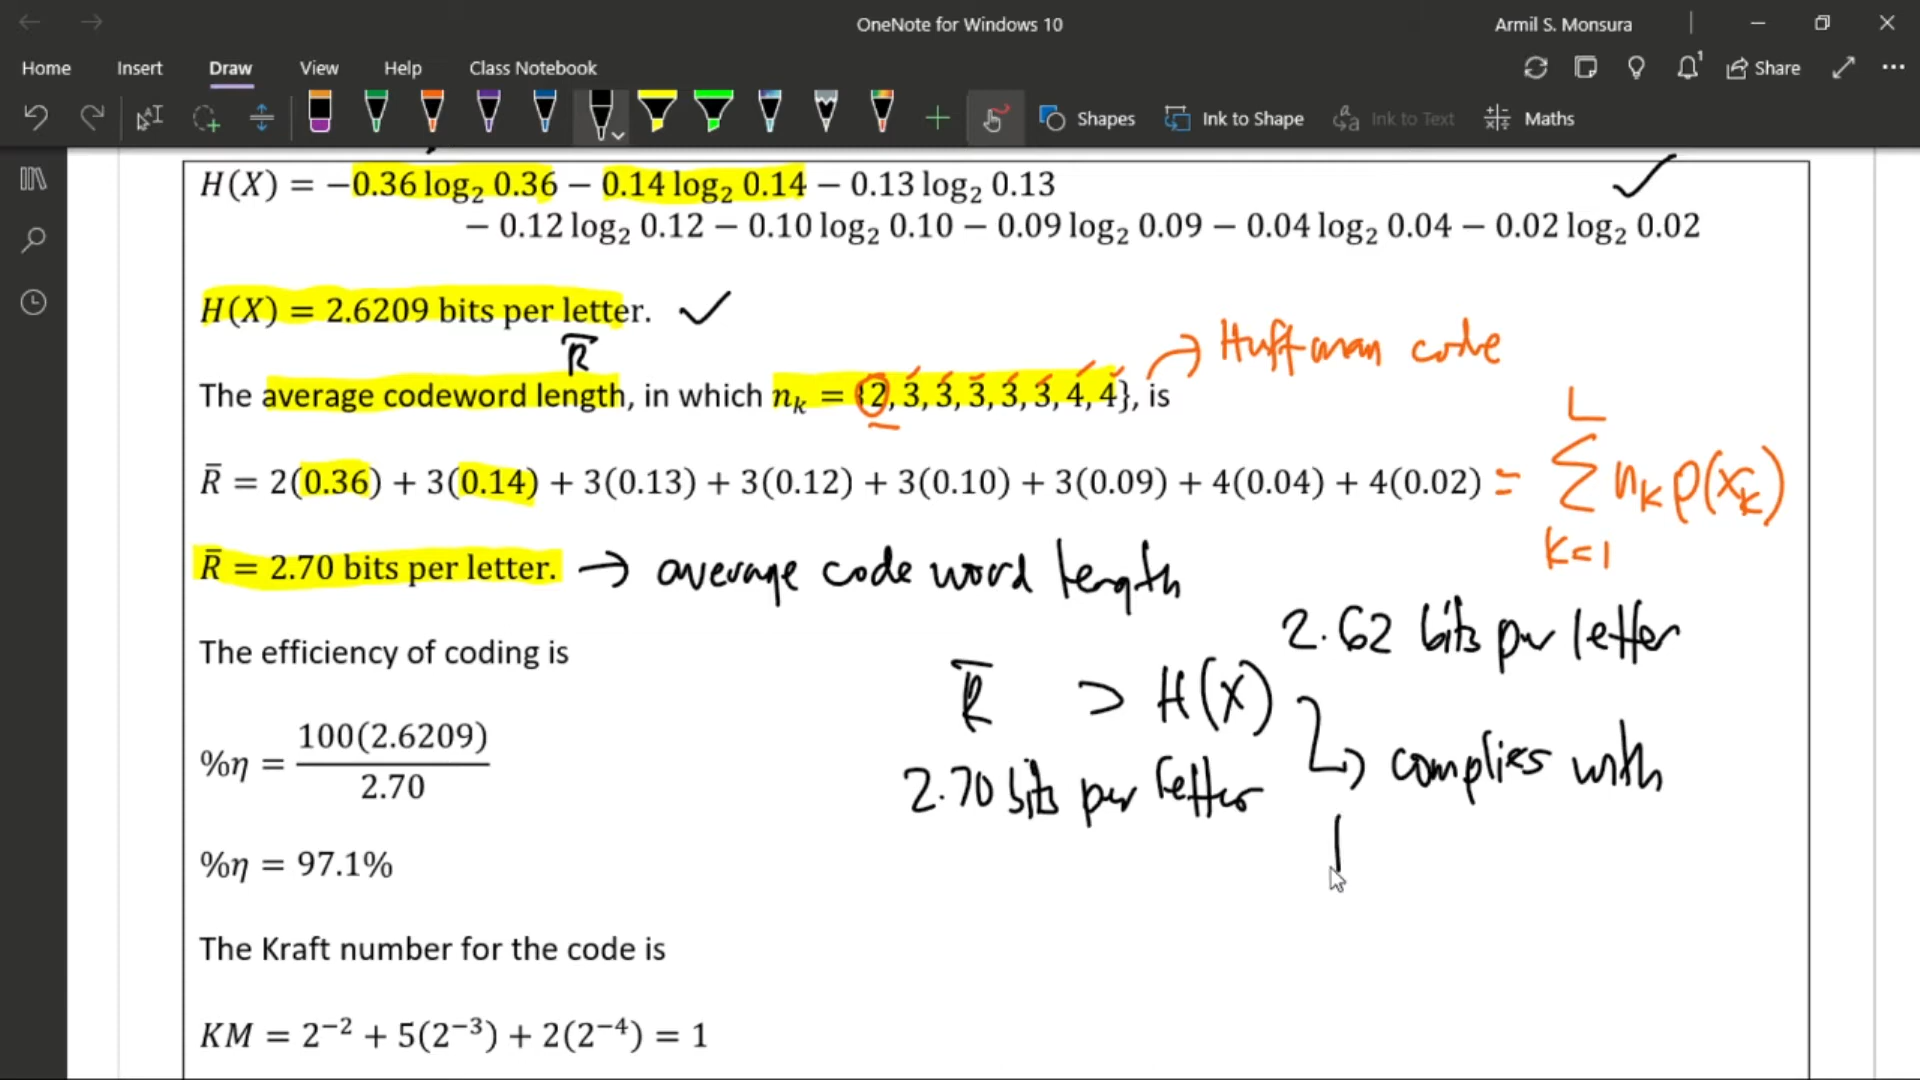 OneNote for Windows 10
Armil S. Monsura
Home Insert Draw View Help Class Notebook
1 Share
Shapes Ink to Shape Ink to Text Maths
H(X) = −0.36 log₂ 0.36 − 0.14 log₂ 0.14 − 0.13 log₂ 0.13
− 0.12 log₂ 0.12 − 0.10 log₂ 0.10 − 0.09 log₂ 0.09 − 0.04 log₂ 0.04 − 0.02 log₂ 0.02
H(X) = 2.6209 bits per letter. ✓
R̄
Huffman code
The average codeword length, in which nₖ = {2, 3, 3, 3, 3, 3, 4, 4}, is
R̄ = 2(0.36) + 3(0.14) + 3(0.13) + 3(0.12) + 3(0.10) + 3(0.09) + 4(0.04) + 4(0.02) = L Σ nₖ p(xₖ)
k=1
R̄ = 2.70 bits per letter. → average code word length
2.62 bits per letter
The efficiency of coding is
R̄ > H(X)
%η = 100(2.6209) / 2.70
2.70 bits per letter
complies with
%η = 97.1%
The Kraft number for the code is
KM = 2⁻² + 5(2⁻³) + 2(2⁻⁴) = 1